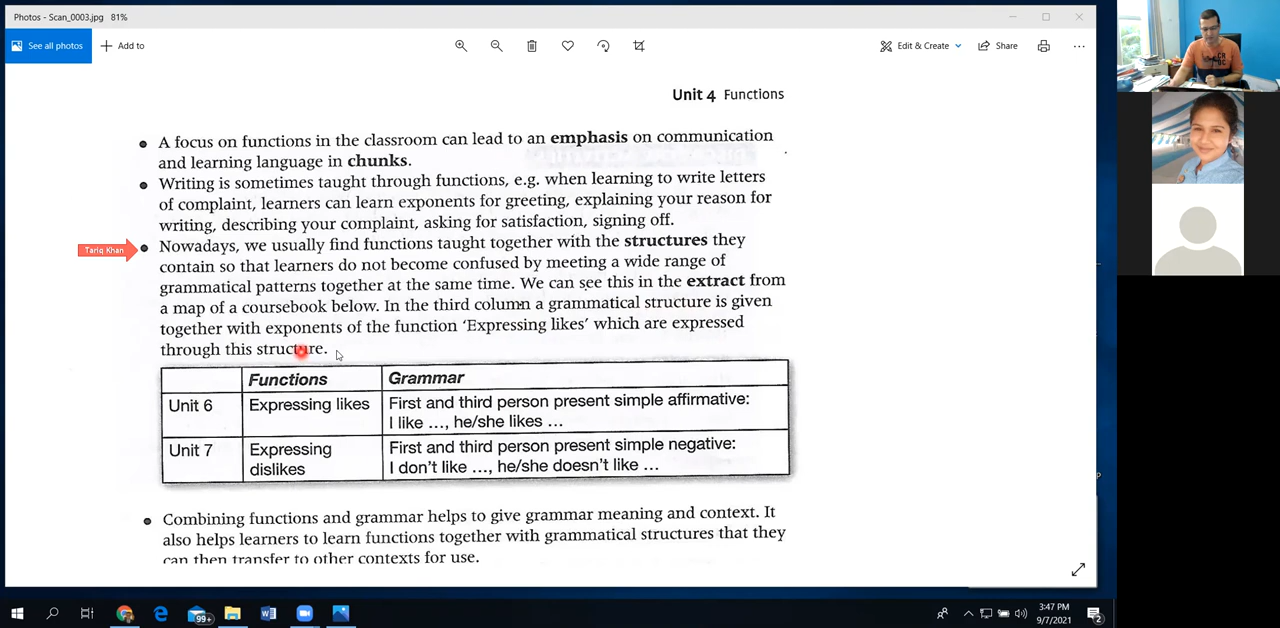 Photos - Scan_0003.jpg 81%
See all photos
Add to
Edit & Create
Share
Unit 4 Functions
A focus on functions in the classroom can lead to an emphasis on communication
and learning language in chunks.
Writing is sometimes taught through functions, e.g. when learning to write letters
of complaint, learners can learn exponents for greeting, explaining your reason for
writing, describing your complaint, asking for satisfaction, signing off.
Tariq Khan
Nowadays, we usually find functions taught together with the structures they
contain so that learners do not become confused by meeting a wide range of
grammatical patterns together at the same time. We can see this in the extract from
a map of a coursebook below. In the third column a grammatical structure is given
together with exponents of the function 'Expressing likes' which are expressed
through this structure.
Functions Grammar
Unit 6 Expressing likes First and third person present simple affirmative:
I like ..., he/she likes ...
Unit 7 Expressing First and third person present simple negative:
dislikes I don't like ..., he/she doesn't like ...
Combining functions and grammar helps to give grammar meaning and context. It
also helps learners to learn functions together with grammatical structures that they
can then transfer to other contexts for use.
99+
3:47 PM
9/7/2021
2